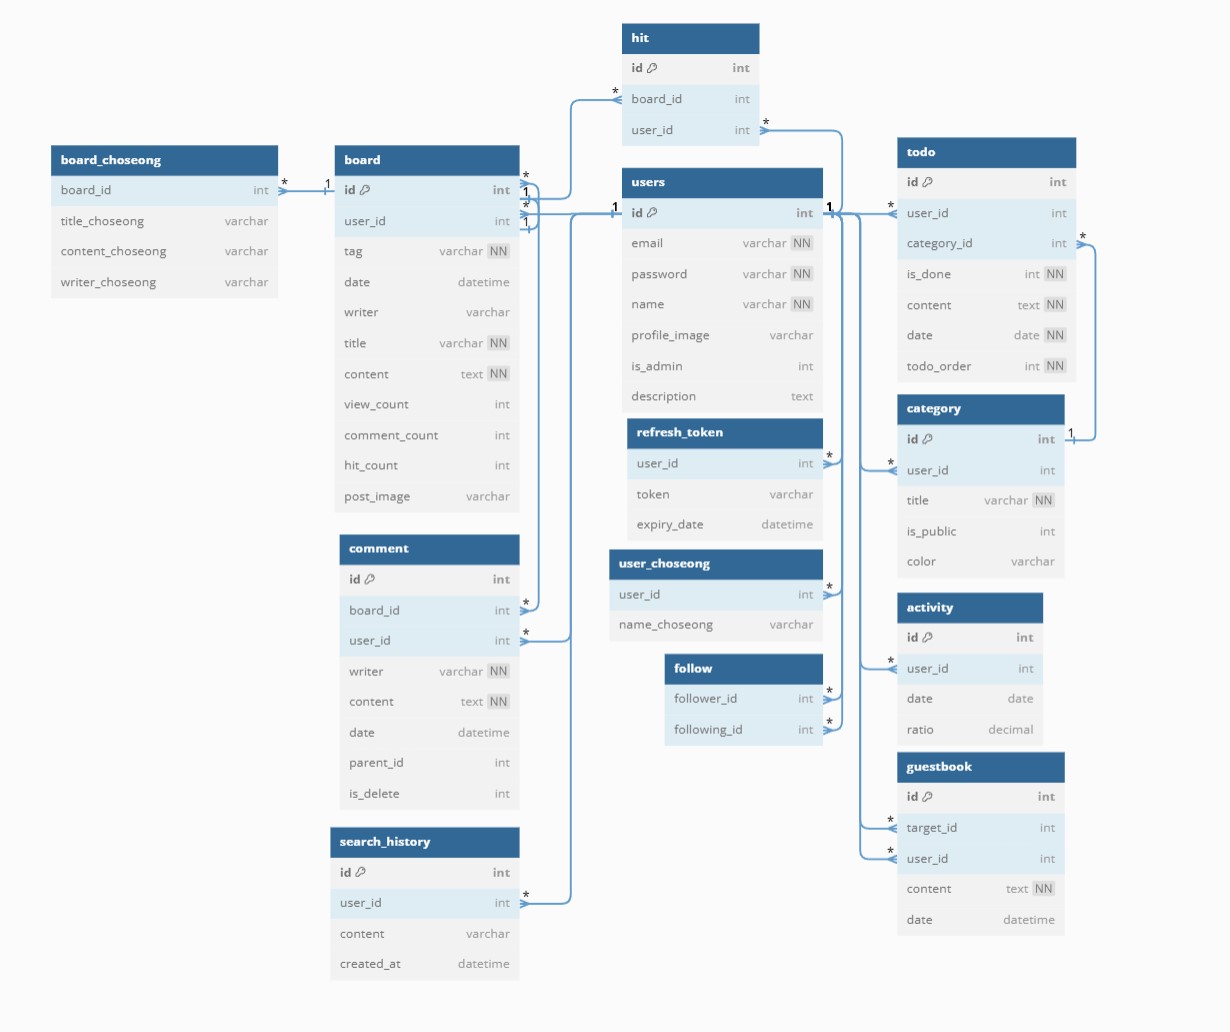 hit
id int
* board_id int
user_id int *
board_choseong
board_id int * 1
title_choseong varchar
content_choseong varchar
writer_choseong varchar
board
id int * 1
user_id int * 1
tag varchar NN
date datetime
writer varchar
title varchar NN
content text NN
view_count int
comment_count int
hit_count int
post_image varchar
users
1 id int 1
email varchar NN
password varchar NN
name varchar NN
profile_image varchar
is_admin int
description text
todo
id int
* user_id int
category_id int *
is_done int NN
content text NN
date date NN
todo_order int NN
category
id int 1
* user_id int
title varchar NN
is_public int
color varchar
refresh_token
user_id int *
token varchar
expiry_date datetime
comment
id int
board_id int *
user_id int *
writer varchar NN
content text NN
date datetime
parent_id int
is_delete int
user_choseong
user_id int *
name_choseong varchar
activity
id int
* user_id int
date date
ratio decimal
follow
follower_id int *
following_id int *
guestbook
id int
* target_id int
* user_id int
content text NN
date datetime
search_history
id int
user_id int *
content varchar
created_at datetime